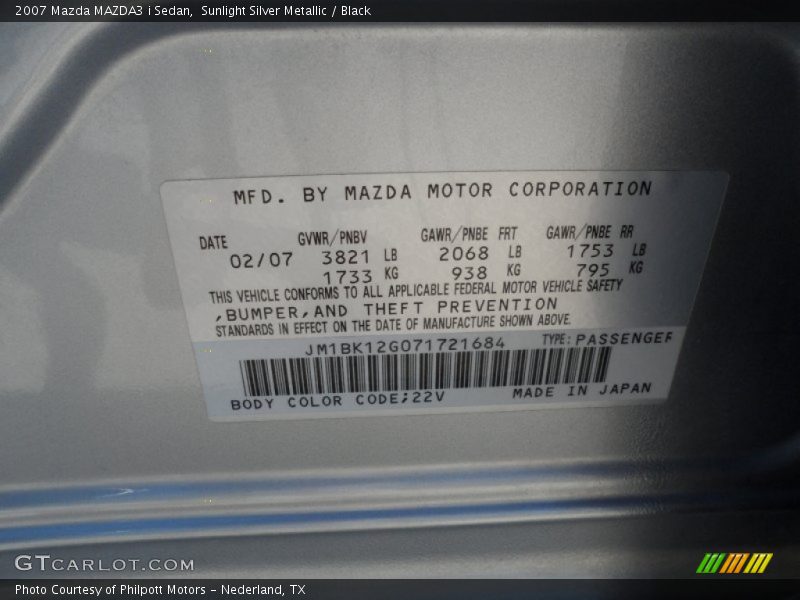 2007 Mazda MAZDA3 i Sedan,  Sunlight Silver Metallic / Black
MFD. BY MAZDA MOTOR CORPORATION
DATE GVWR/PNBV GAWR/PNBE FRT GAWR/PNBE RR
02/07 3821 LB 2068 LB 1753 LB
1733 KG 938 KG 795 KG
THIS VEHICLE CONFORMS TO ALL APPLICABLE FEDERAL MOTOR VEHICLE SAFETY
,BUMPER,AND THEFT PREVENTION
STANDARDS IN EFFECT ON THE DATE OF MANUFACTURE SHOWN ABOVE.
JM1BK12G071721684 TYPE: PASSENGER
BODY COLOR CODE;22V MADE IN JAPAN
GTCARLOT.COM
Photo Courtesy of Philpott Motors - Nederland, TX